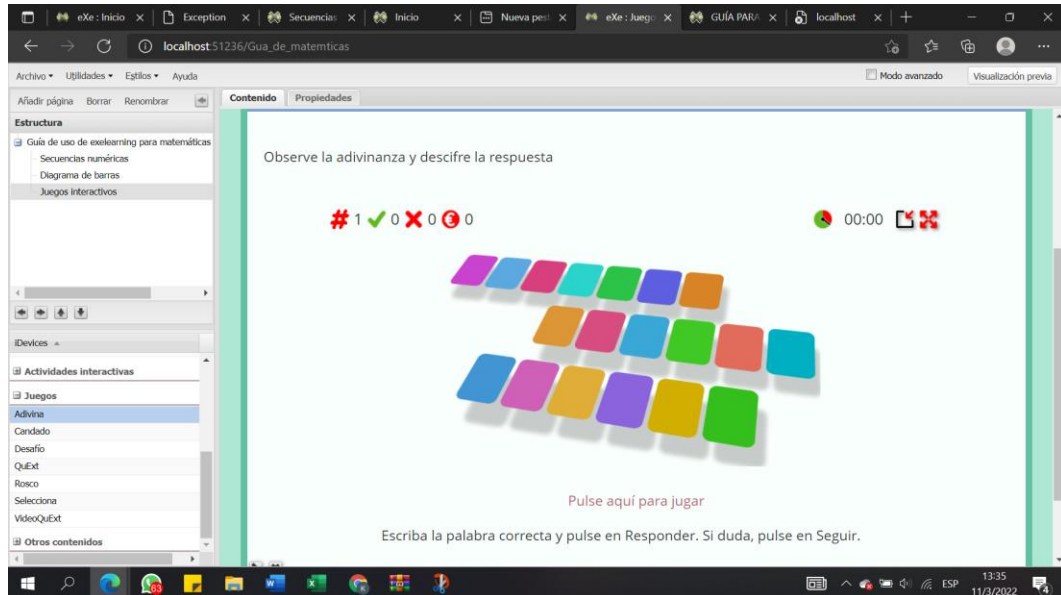 eXe : Inicio
Exception
Secuencias
Inicio
Nueva pest
eXe : Juego
GUÍA PARA
localhost
localhost:51236/Gua_de_matemticas
Archivo Utilidades Estilos Ayuda
Modo avanzado
Visualización previa
Añadir página Borrar Renombrar
Contenido Propiedades
Estructura
Guía de uso de exelearning para matemáticas
Secuencias numéricas
Diagrama de barras
Juegos interactivos
Observe la adivinanza y descifre la respuesta
# 1 0 0 0
00:00
iDevices
Actividades interactivas
Juegos
Adivina
Candado
Desafío
QuExt
Rosco
Selecciona
VideoQuExt
Otros contenidos
Pulse aquí para jugar
Escriba la palabra correcta y pulse en Responder. Si duda, pulse en Seguir.
63
ESP
13:35
11/3/2022
4